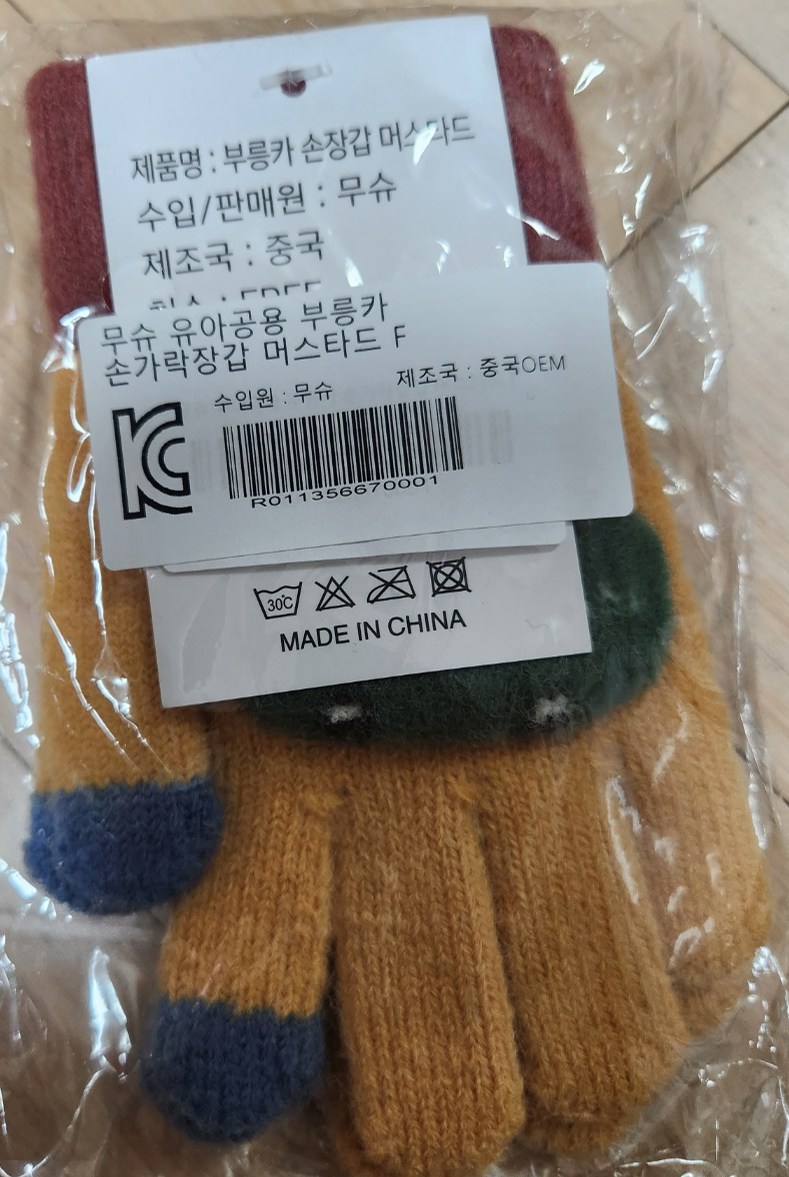 제품명 : 부릉카 손장갑 머스타드
수입/판매원 : 무슈
제조국 : 중국
무슈 유아공용 부릉카
손가락장갑 머스타드 F
수입원 : 무슈 제조국 : 중국OEM
R011356670001
30℃
MADE IN CHINA